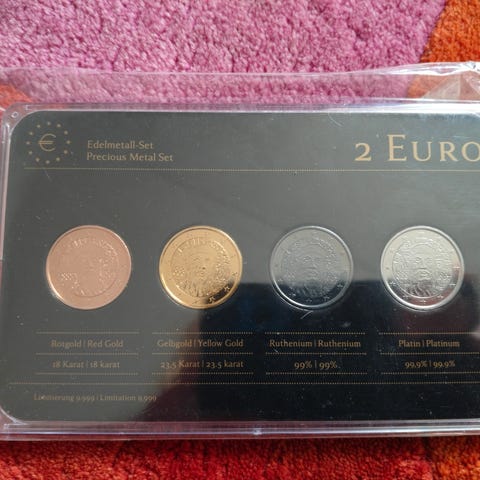 €
Edelmetall-Set
Precious Metal Set
2 EURO
Rotgold | Red Gold
18 Karat | 18 karat
Gelbgold | Yellow Gold
23,5 Karat | 23.5 karat
Ruthenium | Ruthenium
99% | 99%
Platin | Platinum
99,9% | 99.9%
Limitierung 9.999 | Limitation 9,999